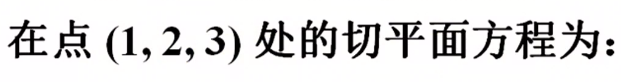 在点 (1, 2, 3) 处的切平面方程为：